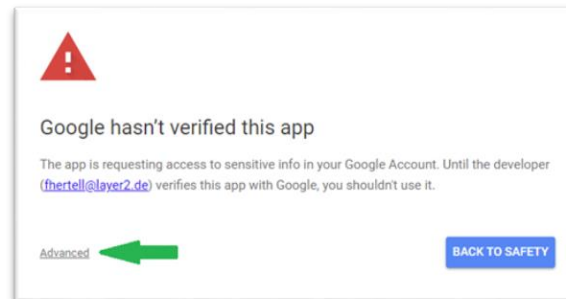 Google hasn't verified this app
The app is requesting access to sensitive info in your Google Account. Until the developer
(fhertell@layer2.de) verifies this app with Google, you shouldn't use it.
Advanced
BACK TO SAFETY